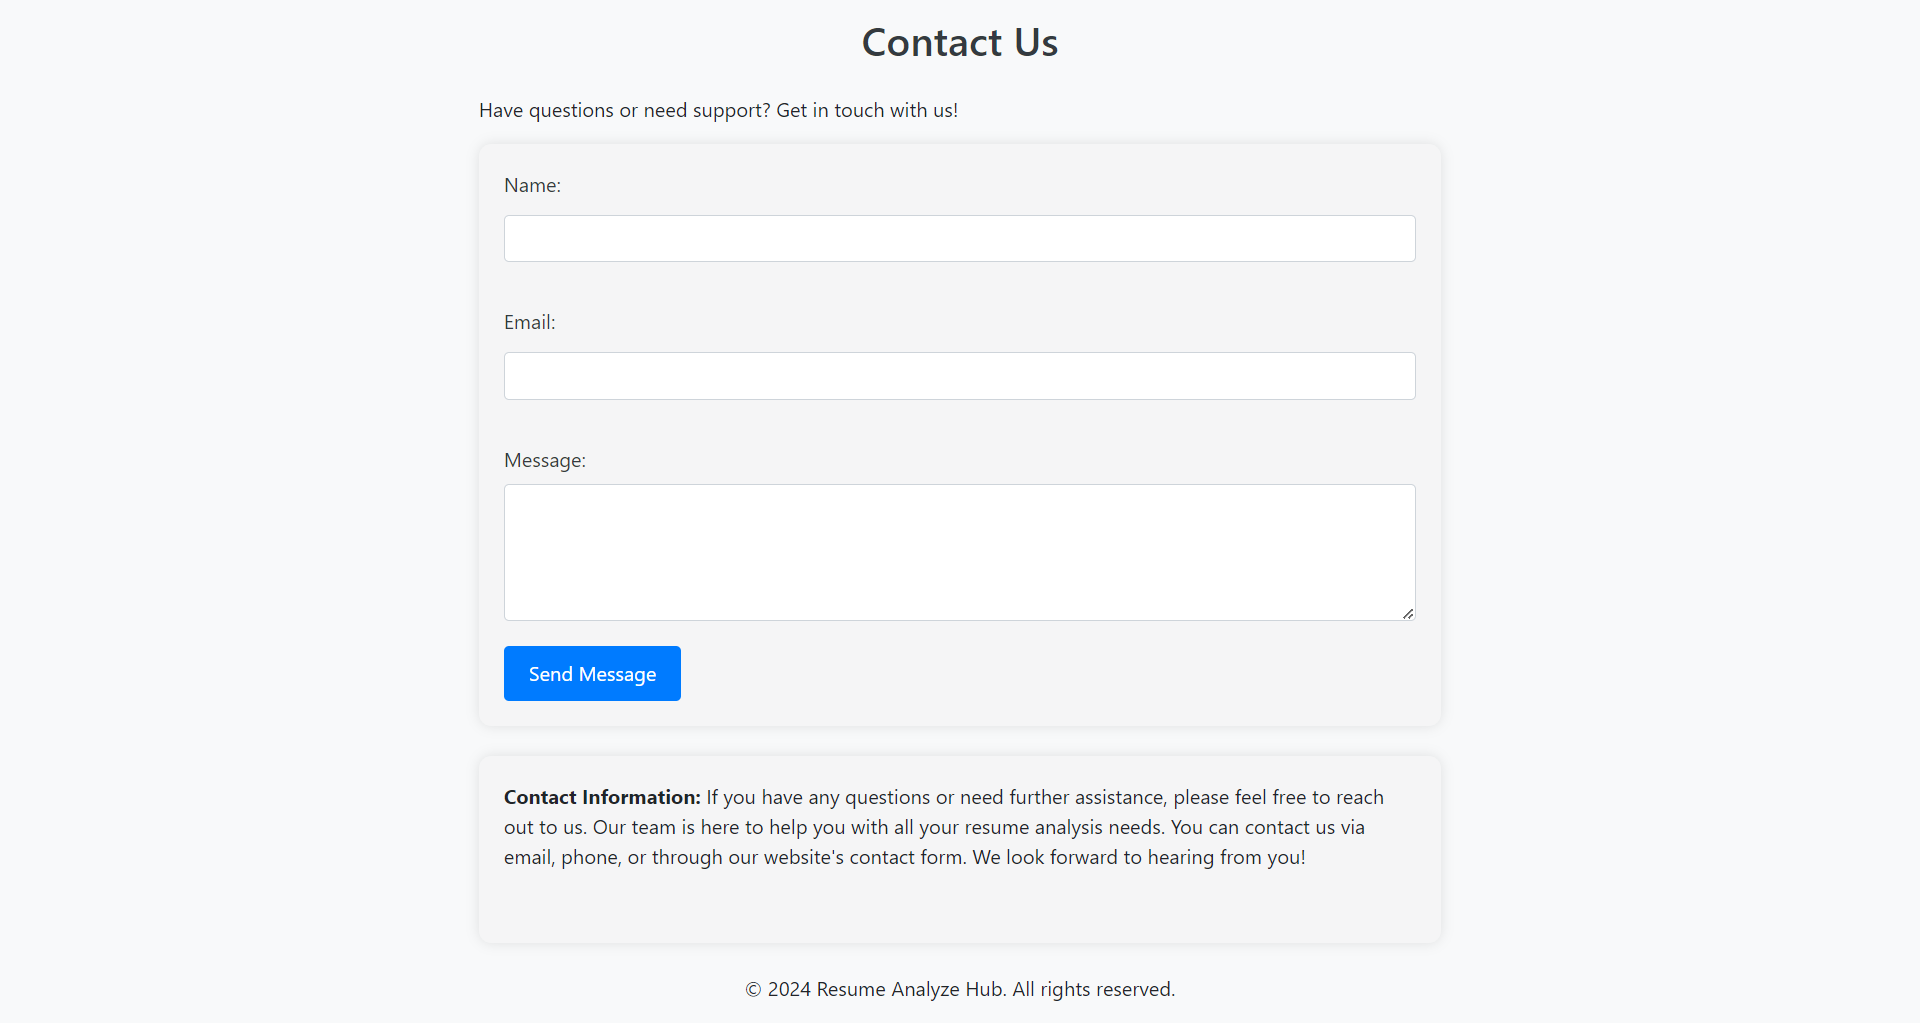 Contact Us
Have questions or need support? Get in touch with us!
Name:
Email:
Message:
Send Message
Contact Information: If you have any questions or need further assistance, please feel free to reach
out to us. Our team is here to help you with all your resume analysis needs. You can contact us via
email, phone, or through our website's contact form. We look forward to hearing from you!
© 2024 Resume Analyze Hub. All rights reserved.